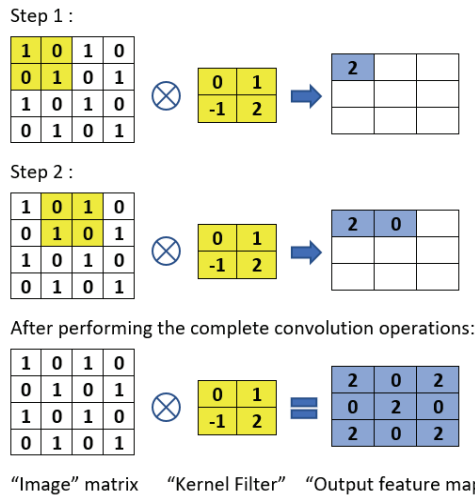 Step 1 :
1 0 1 0
0 1 0 1
1 0 1 0
0 1 0 1
0 1
-1 2
2
Step 2 :
1 0 1 0
0 1 0 1
1 0 1 0
0 1 0 1
0 1
-1 2
2 0
After performing the complete convolution operations:
1 0 1 0
0 1 0 1
1 0 1 0
0 1 0 1
0 1
-1 2
2 0 2
0 2 0
2 0 2
“Image” matrix “Kernel Filter” “Output feature map